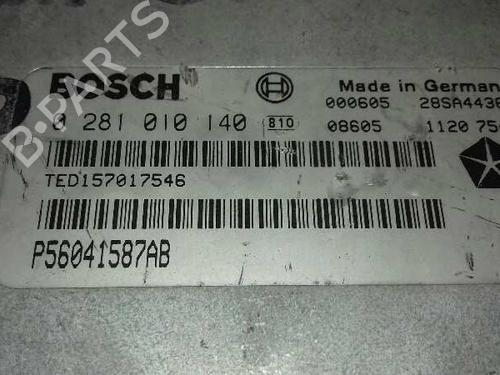 BOSCH
Made in German
000605 28SA443
0 281 010 140 810 08605 1120 75
TED157017546
P56041587AB
B-PARTS